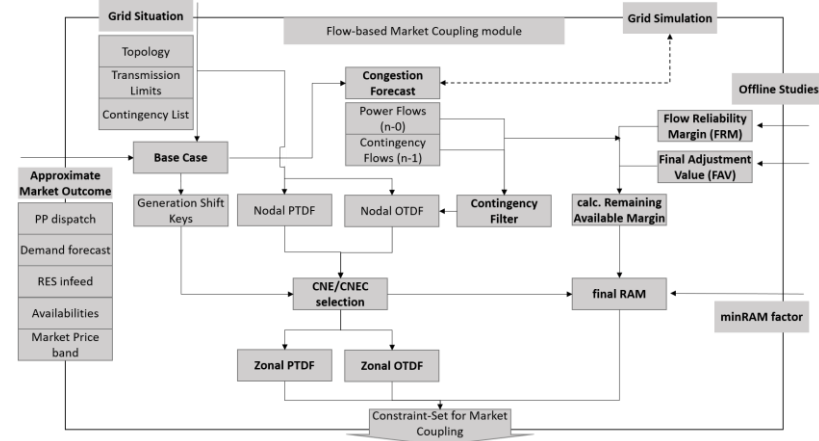 Grid Situation
Grid Simulation
Flow-based Market Coupling module
Topology
Transmission
Limits
Contingency List
Congestion
Forecast
Power Flows
(n-0)
Contingency
Flows (n-1)
Offline Studies
Flow Reliability
Margin (FRM)
Final Adjustment
Value (FAV)
Base Case
Approximate
Market Outcome
PP dispatch
Demand forecast
RES infeed
Availabilities
Market Price
band
Generation Shift
Keys
Nodal PTDF
Nodal OTDF
Contingency
Filter
calc. Remaining
Available Margin
CNE/CNEC
selection
final RAM
minRAM factor
Zonal PTDF
Zonal OTDF
Constraint-Set for Market
Coupling